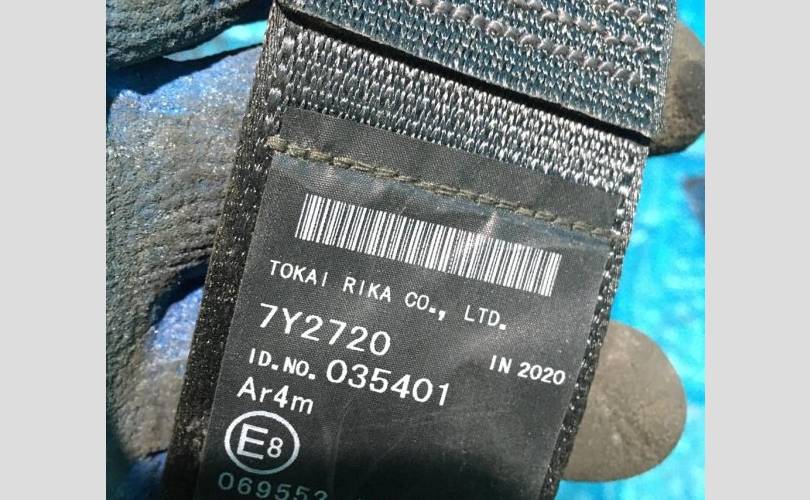 TOKAI RIKA CO., LTD.
7Y2720
IN 2020
ID.NO. 035401
Ar4m
E8